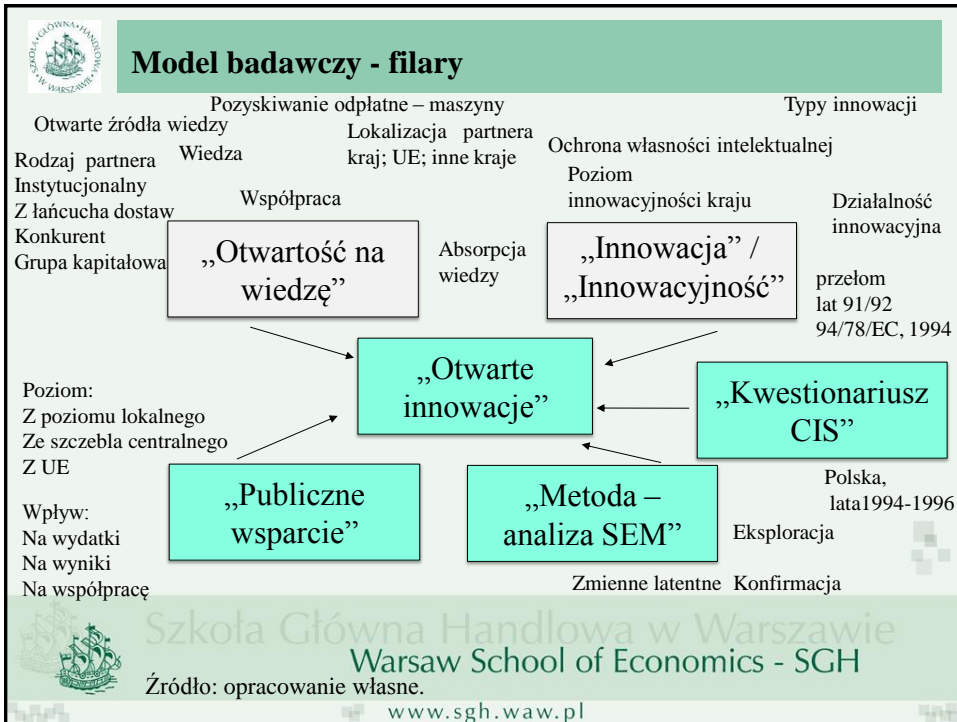 SZKOŁA GŁÓWNA HANDLOWA W WARSZAWIE
Model badawczy - filary
Pozyskiwanie odpłatne – maszyny
Typy innowacji
Otwarte źródła wiedzy
Lokalizacja partnera
kraj; UE; inne kraje
Ochrona własności intelektualnej
Rodzaj partnera
Instytucjonalny
Z łańcucha dostaw
Konkurent
Grupa kapitałowa
Wiedza
Współpraca
Poziom
innowacyjności kraju
Działalność
innowacyjna
„Otwartość na
wiedzę”
Absorpcja
wiedzy
„Innowacja” /
„Innowacyjność”
przełom
lat 91/92
94/78/EC, 1994
„Otwarte
innowacje”
„Kwestionariusz
CIS”
Poziom:
Z poziomu lokalnego
Ze szczebla centralnego
Z UE
„Publiczne
wsparcie”
„Metoda –
analiza SEM”
Polska,
lata1994-1996
Wpływ:
Na wydatki
Na wyniki
Na współpracę
Eksploracja
Zmienne latentne Konfirmacja
Szkoła Główna Handlowa w Warszawie
Warsaw School of Economics - SGH
Źródło: opracowanie własne.
www.sgh.waw.pl